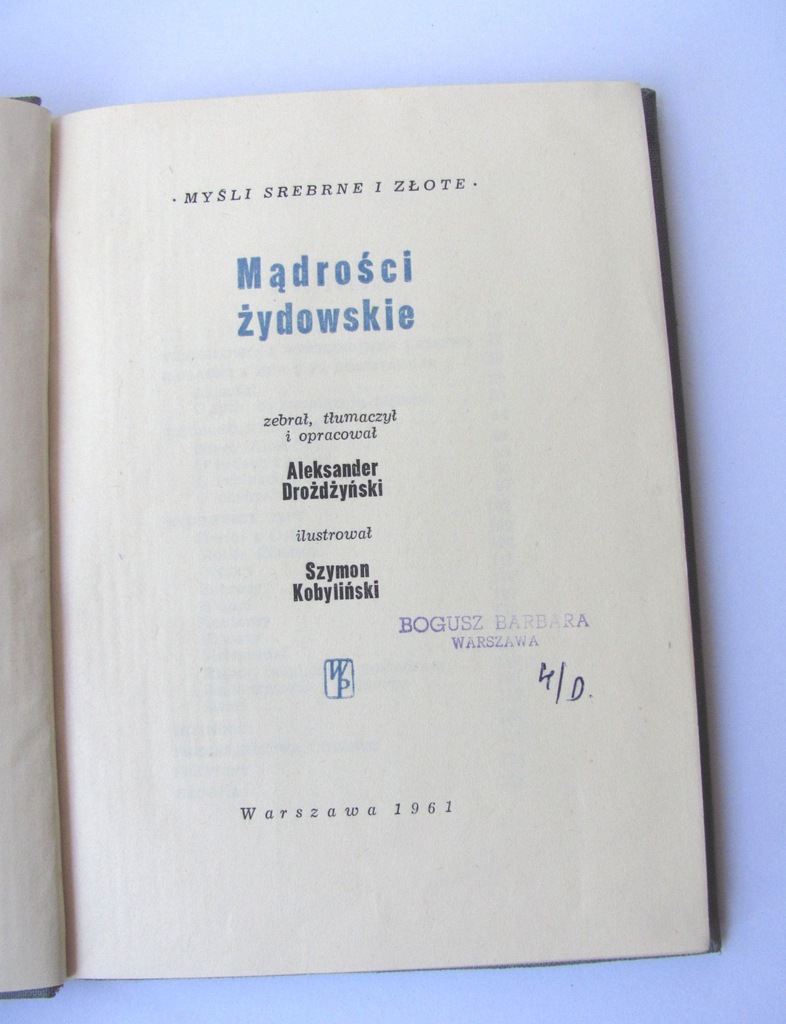 · MYŚLI SREBRNE I ZŁOTE ·
Mądrości
żydowskie
zebrał, tłumaczył
i opracował
Aleksander
Drożdżyński
ilustrował
Szymon
Kobyliński
BOGUSZ BARBARA
WARSZAWA
4/D.
WP
Warszawa 1961